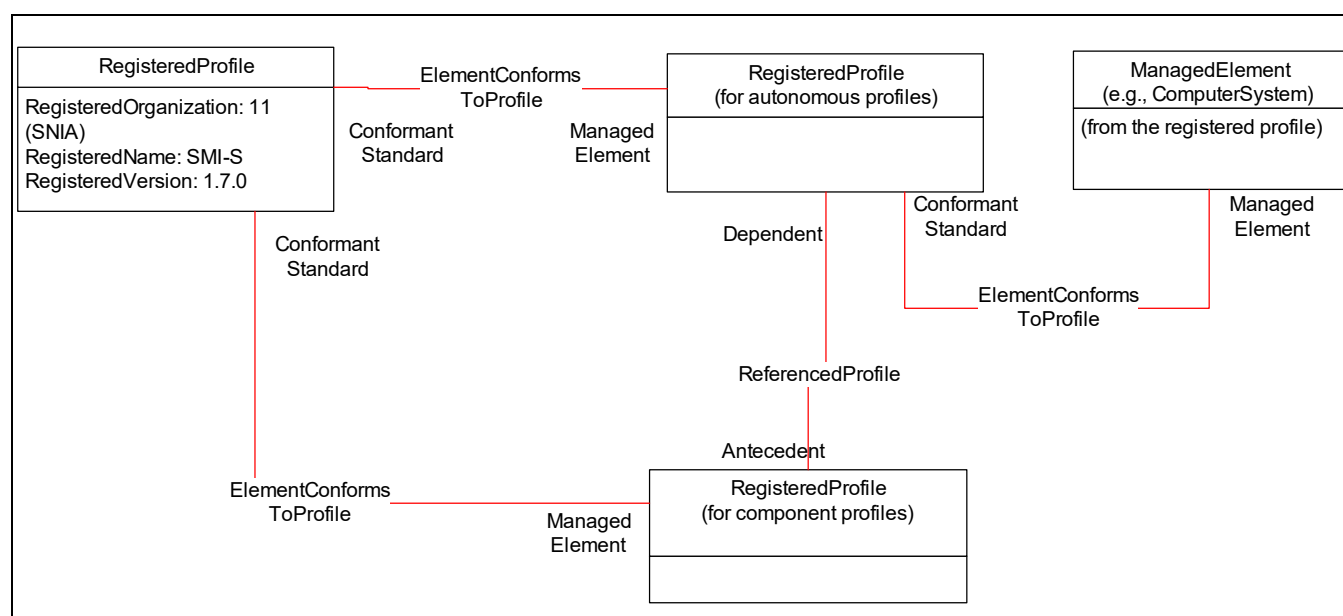 RegisteredProfile
RegisteredOrganization: 11
(SNIA)
RegisteredName: SMI-S
RegisteredVersion: 1.7.0
ElementConforms
ToProfile
Conformant
Standard
Managed
Element
RegisteredProfile
(for autonomous profiles)
ManagedElement
(e.g., ComputerSystem)
(from the registered profile)
Conformant
Standard
Dependent
Conformant
Standard
Managed
Element
ElementConforms
ToProfile
ReferencedProfile
Antecedent
ElementConforms
ToProfile
Managed
Element
RegisteredProfile
(for component profiles)